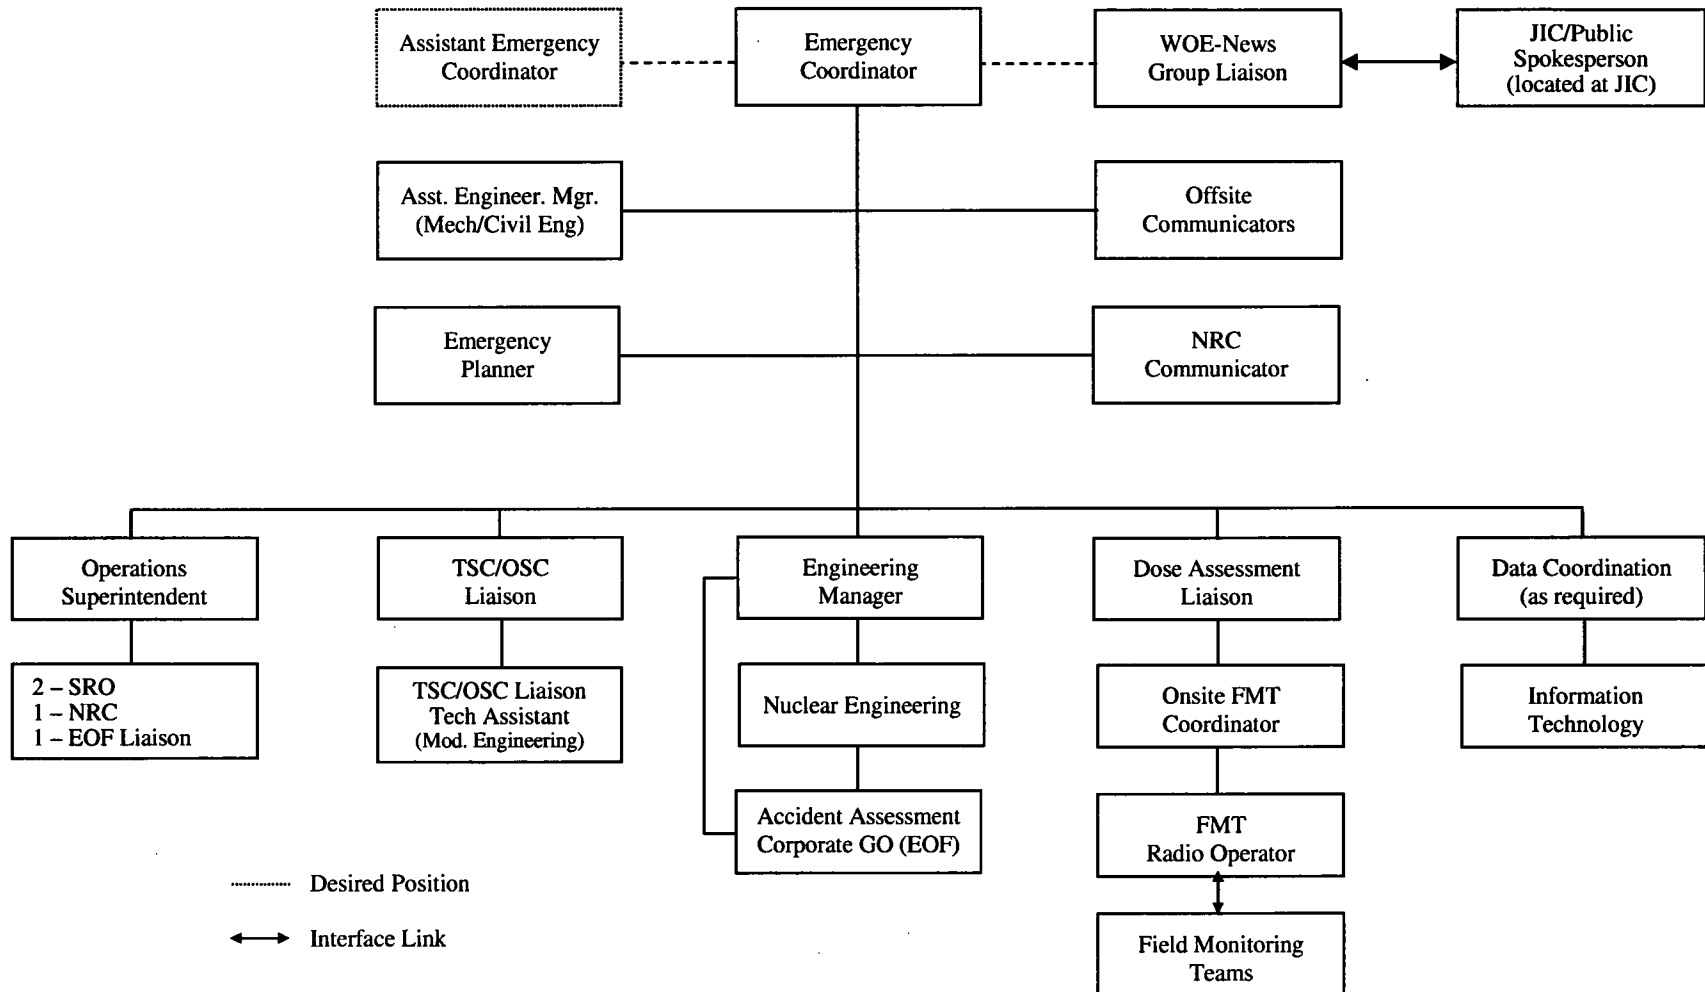 Assistant Emergency
Coordinator
Emergency
Coordinator
WOE-News
Group Liaison
JIC/Public
Spokesperson
(located at JIC)
Asst. Engineer. Mgr.
(Mech/Civil Eng)
Offsite
Communicators
Emergency
Planner
NRC
Communicator
Operations
Superintendent
TSC/OSC
Liaison
Engineering
Manager
Dose Assessment
Liaison
Data Coordination
(as required)
2 – SRO
1 – NRC
1 – EOF Liaison
TSC/OSC Liaison
Tech Assistant
(Mod. Engineering)
Nuclear Engineering
Onsite FMT
Coordinator
Information
Technology
Accident Assessment
Corporate GO (EOF)
FMT
Radio Operator
Field Monitoring
Teams
Desired Position
Interface Link